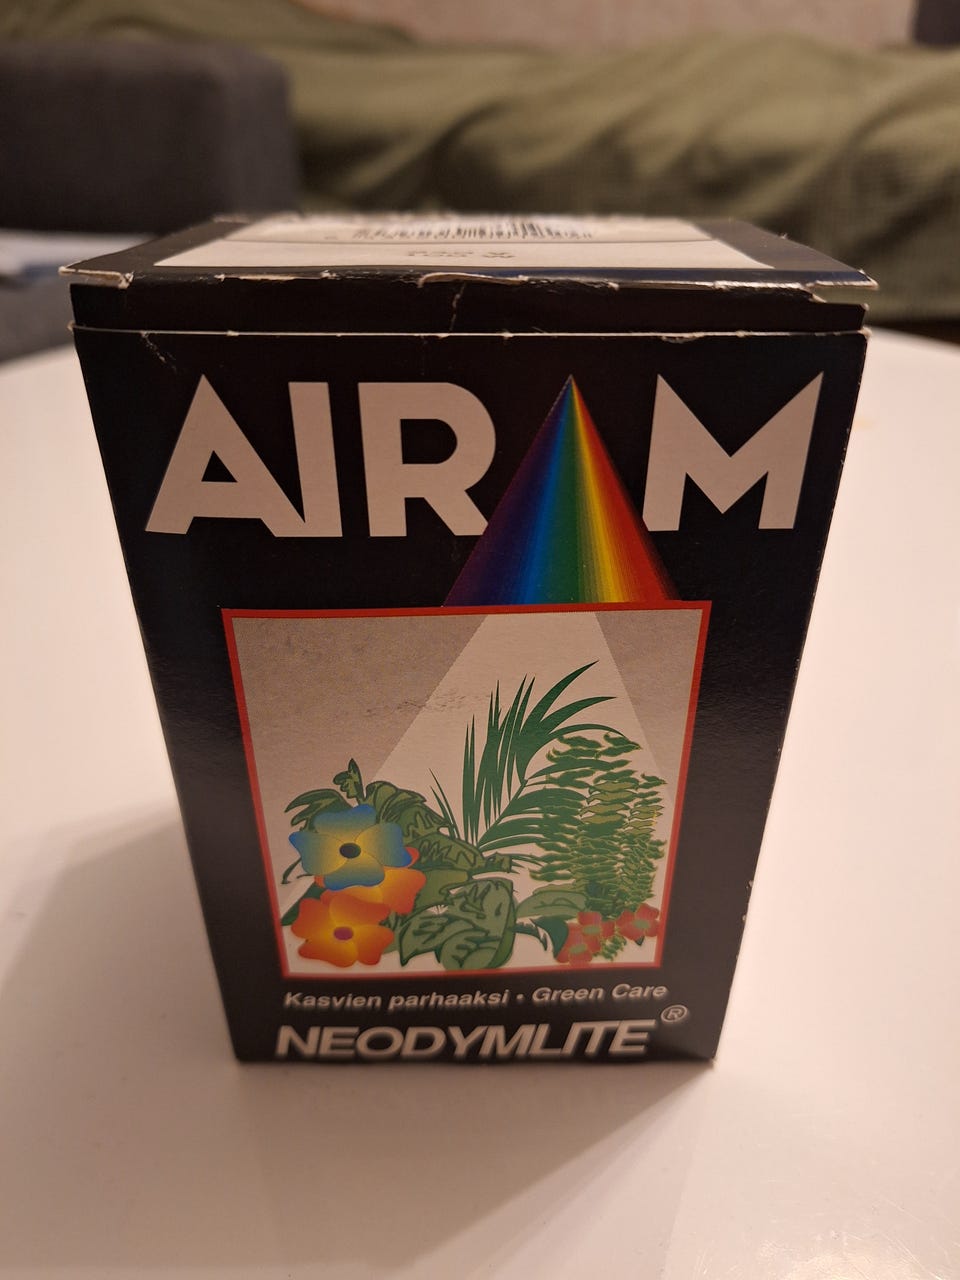 AIRAM
Kasvien parhaaksi • Green Care
NEODYMLITE®